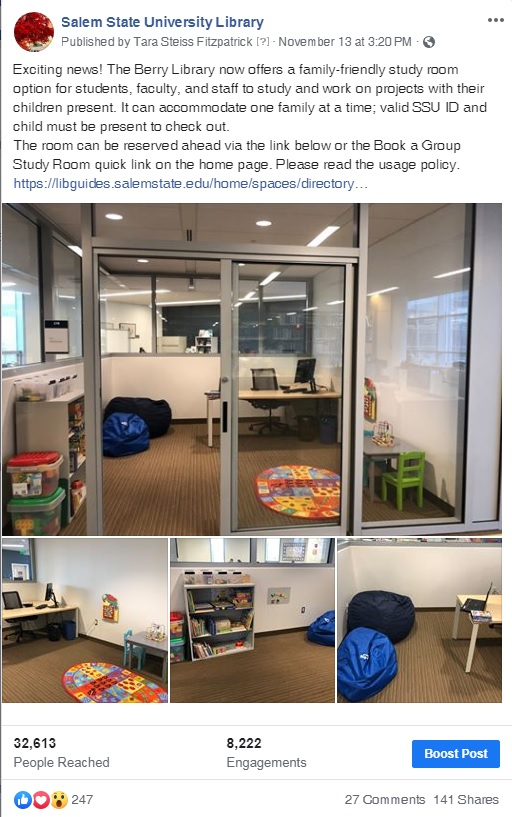 Salem State University Library
Published by Tara Steiss Fitzpatrick [?] · November 13 at 3:20 PM ·
Exciting news! The Berry Library now offers a family-friendly study room
option for students, faculty, and staff to study and work on projects with their
children present. It can accommodate one family at a time; valid SSU ID and
child must be present to check out.
The room can be reserved ahead via the link below or the Book a Group
Study Room quick link on the home page. Please read the usage policy.
https://libguides.salemstate.edu/home/spaces/directory…
32,613
People Reached
8,222
Engagements
Boost Post
247
27 Comments 141 Shares